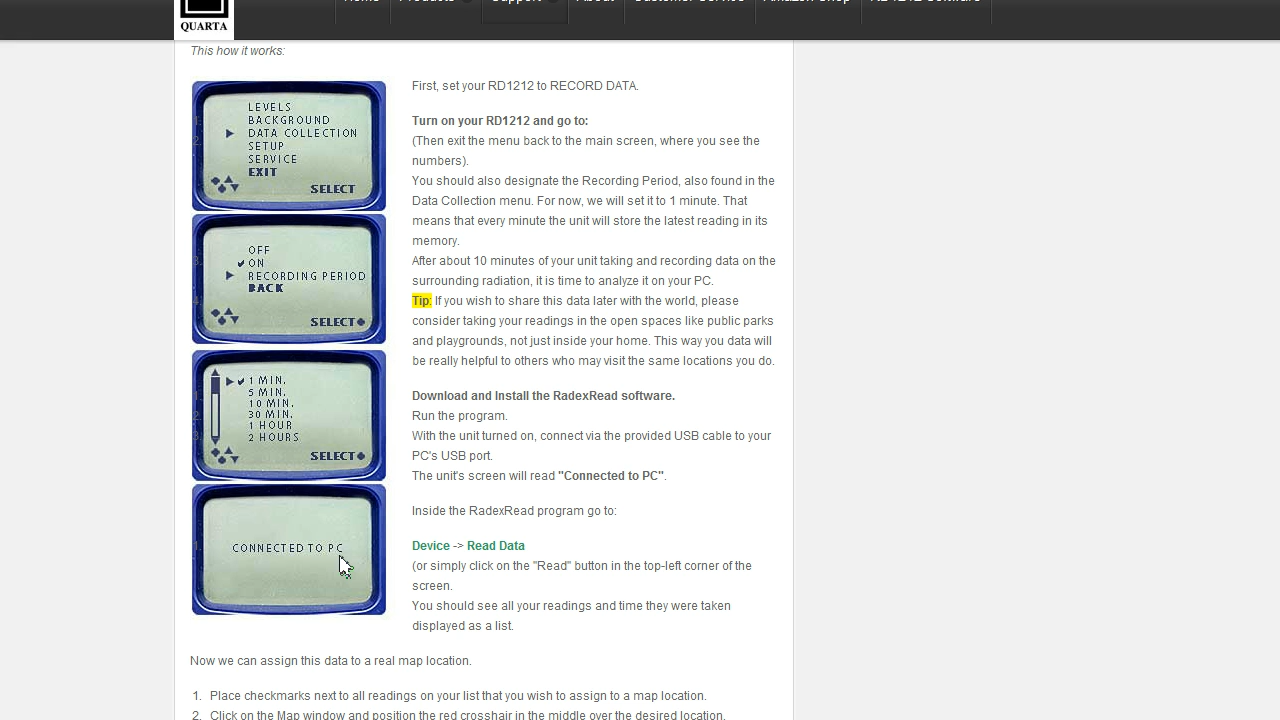 Home Products Support About Customer Service Amazon Shop RD1212 Software
QUARTA
This how it works:
LEVELS
BACKGROUND
DATA COLLECTION
SETUP
SERVICE
EXIT
SELECT
OFF
ON
RECORDING PERIOD
BACK
SELECT
1 MIN.
5 MIN.
10 MIN.
30 MIN.
1 HOUR
2 HOURS
SELECT
CONNECTED TO PC
First, set your RD1212 to RECORD DATA.
Turn on your RD1212 and go to:
(Then exit the menu back to the main screen, where you see the
numbers).
You should also designate the Recording Period, also found in the
Data Collection menu. For now, we will set it to 1 minute. That
means that every minute the unit will store the latest reading in its
memory.
After about 10 minutes of your unit taking and recording data on the
surrounding radiation, it is time to analyze it on your PC.
Tip: If you wish to share this data later with the world, please
consider taking your readings in the open spaces like public parks
and playgrounds, not just inside your home. This way you data will
be really helpful to others who may visit the same locations you do.
Download and Install the RadexRead software.
Run the program.
With the unit turned on, connect via the provided USB cable to your
PC's USB port.
The unit's screen will read "Connected to PC".
Inside the RadexRead program go to:
Device -> Read Data
(or simply click on the "Read" button in the top-left corner of the
screen.
You should see all your readings and time they were taken
displayed as a list.
Now we can assign this data to a real map location.
1. Place checkmarks next to all readings on your list that you wish to assign to a map location.
2. Click on the Map window and position the red crosshair in the middle over the desired location.